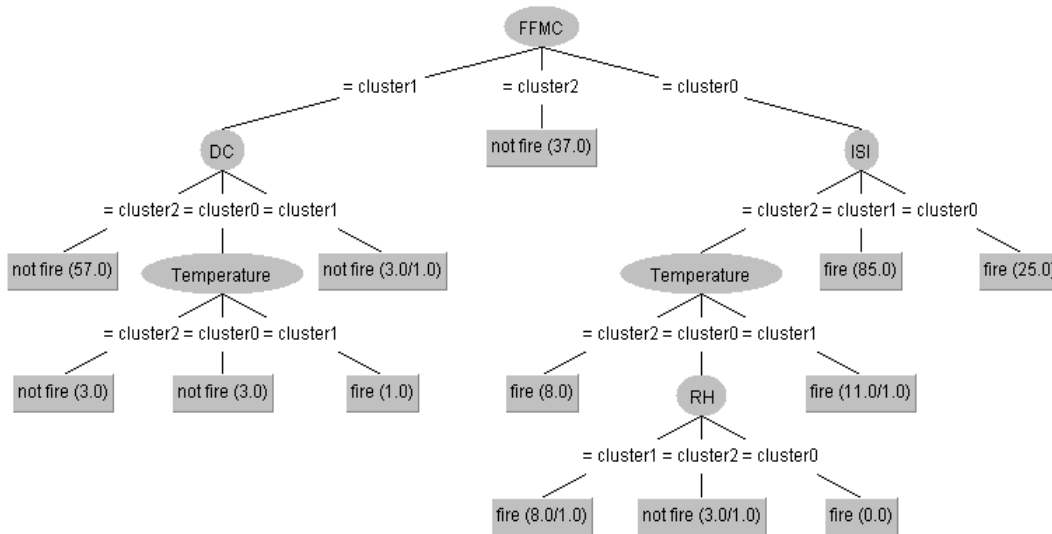 FFMC
= cluster1 = cluster2 = cluster0
DC not fire (37.0) ISI
= cluster2 = cluster0 = cluster1 = cluster2 = cluster1 = cluster0
not fire (57.0) Temperature not fire (3.0/1.0) Temperature fire (85.0) fire (25.0)
= cluster2 = cluster0 = cluster1 = cluster2 = cluster0 = cluster1
not fire (3.0) not fire (3.0) fire (1.0) fire (8.0) RH fire (11.0/1.0)
= cluster1 = cluster2 = cluster0
fire (8.0/1.0) not fire (3.0/1.0) fire (0.0)